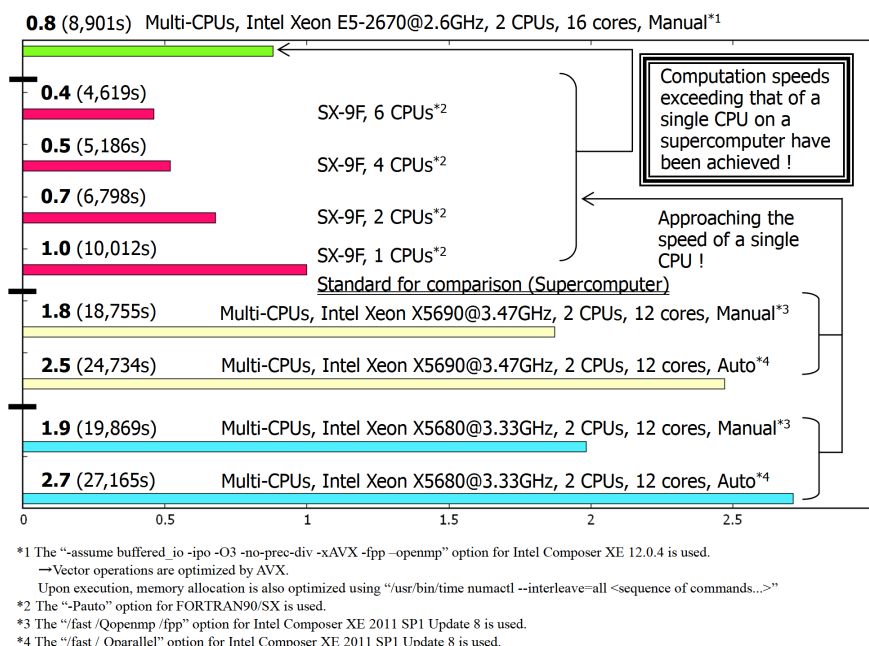 0.8 (8,901s) Multi-CPUs, Intel Xeon E5-2670@2.6GHz, 2 CPUs, 16 cores, Manual*1
Computation speeds
exceeding that of a
single CPU on a
supercomputer have
been achieved !
0.4 (4,619s)
SX-9F, 6 CPUs*2
0.5 (5,186s)
SX-9F, 4 CPUs*2
0.7 (6,798s)
SX-9F, 2 CPUs*2
Approaching the
speed of a single
CPU !
1.0 (10,012s)
SX-9F, 1 CPUs*2
Standard for comparison (Supercomputer)
1.8 (18,755s) Multi-CPUs, Intel Xeon X5690@3.47GHz, 2 CPUs, 12 cores, Manual*3
2.5 (24,734s) Multi-CPUs, Intel Xeon X5690@3.47GHz, 2 CPUs, 12 cores, Auto*4
1.9 (19,869s) Multi-CPUs, Intel Xeon X5680@3.33GHz, 2 CPUs, 12 cores, Manual*3
2.7 (27,165s) Multi-CPUs, Intel Xeon X5680@3.33GHz, 2 CPUs, 12 cores, Auto*4
0 0.5 1 1.5 2 2.5
*1 The “-assume buffered_io -ipo -O3 -no-prec-div -xAVX -fpp –openmp” option for Intel Composer XE 12.0.4 is used.
→Vector operations are optimized by AVX.
Upon execution, memory allocation is also optimized using “/usr/bin/time numactl --interleave=all <sequence of commands...>”
*2 The “-Pauto” option for FORTRAN90/SX is used.
*3 The “/fast /Qopenmp /fpp” option for Intel Composer XE 2011 SP1 Update 8 is used.
*4 The “/fast / Qparallel” option for Intel Composer XE 2011 SP1 Update 8 is used.